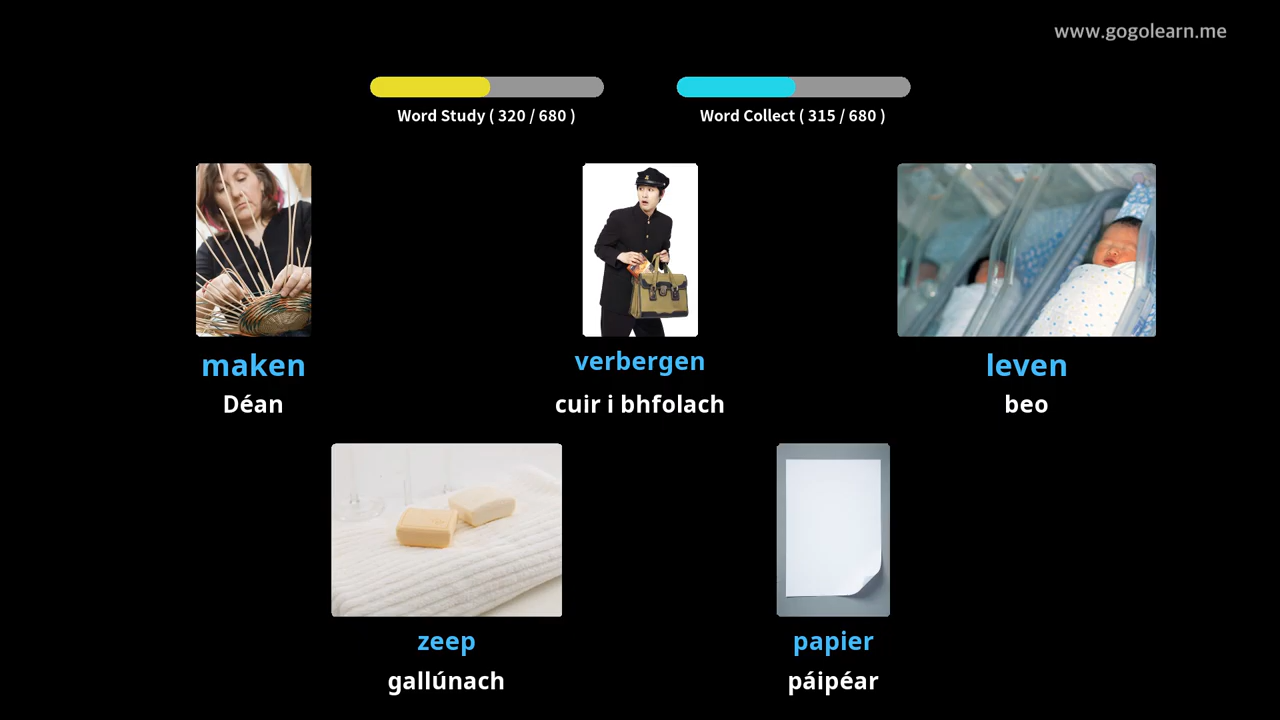 www.gogolearn.me
Word Study ( 320 / 680 )
Word Collect ( 315 / 680 )
maken
Déan
verbergen
cuir i bhfolach
leven
beo
zeep
gallúnach
papier
páipéar